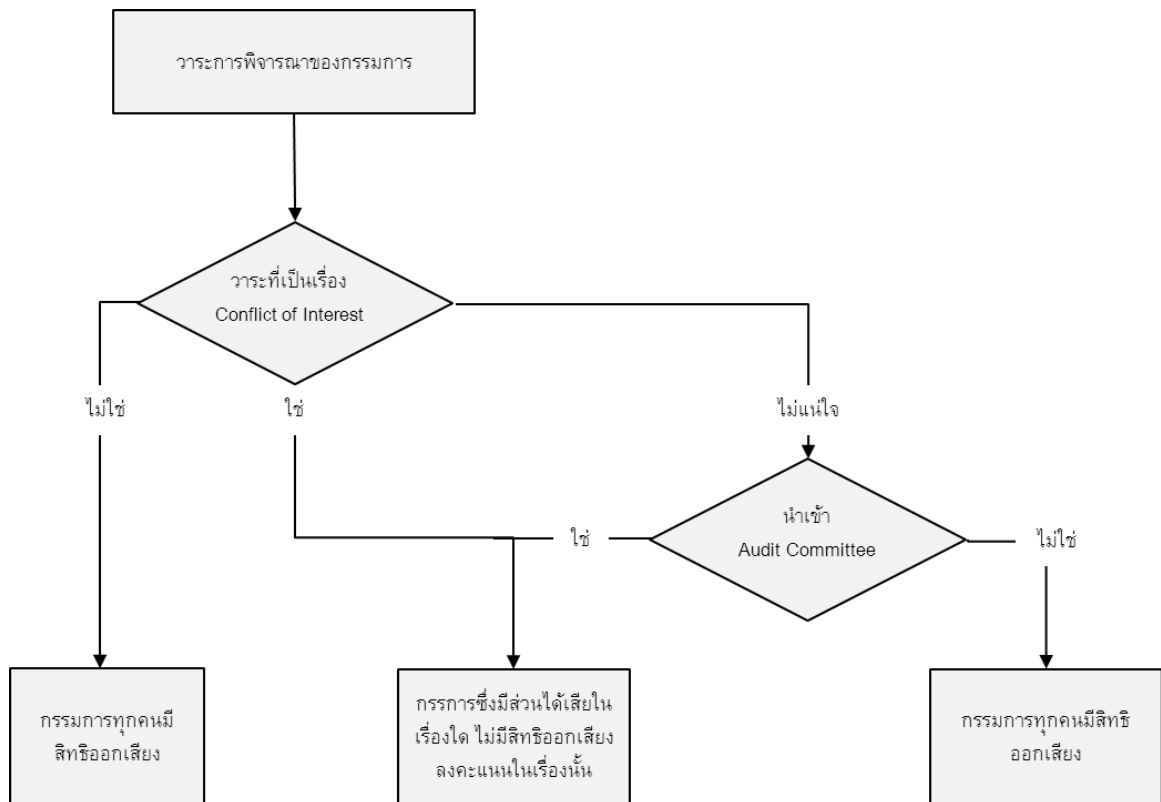 วาระการพิจารณาของกรรมการ
วาระที่เป็นเรื่อง
Conflict of Interest
ไม่ใช่
ใช่
ไม่แน่ใจ
นำเข้า
Audit Committee
ใช่
ไม่ใช่
กรรมการทุกคนมี
สิทธิออกเสียง
กรรการซึ่งมีส่วนได้เสียใน
เรื่องใด ไม่มีสิทธิออกเสียง
ลงคะแนนในเรื่องนั้น
กรรมการทุกคนมีสิทธิ
ออกเสียง